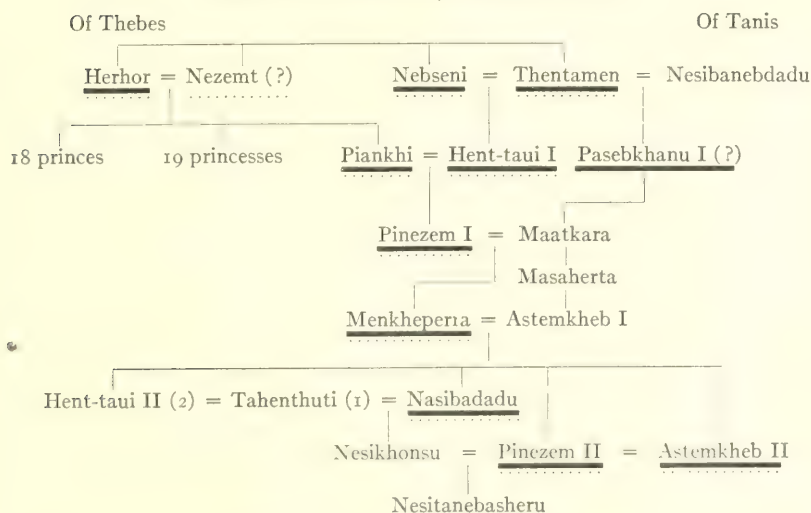 Of Thebes Of Tanis
Herhor = Nezemt (?) Nebseni = Thentamen = Nesibanebdadu
18 princes 19 princesses Piankhi = Hent-taui I Pasebkhanu I (?)
Pinezem I = Maatkara
Masaherta
Menkheperra = Astemkheb I
Hent-taui II (2) = Tahenthuti (1) = Nasibadadu
Nesikhonsu = Pinezem II = Astemkheb II
Nesitanebasheru